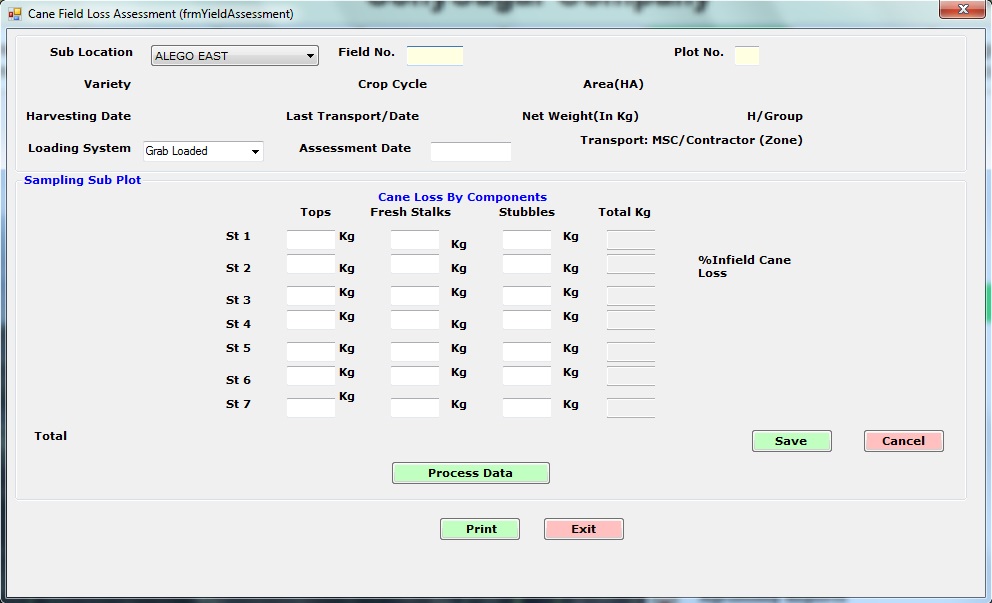 Cane Field Loss Assessment (frmYieldAssessment)
Sub Location ALEGO EAST Field No. Plot No.
Variety Crop Cycle Area(HA)
Harvesting Date Last Transport/Date Net Weight(In Kg) H/Group
Transport: MSC/Contractor (Zone)
Loading System Grab Loaded Assessment Date
Sampling Sub Plot
Cane Loss By Components
Tops Fresh Stalks Stubbles Total Kg
St 1 Kg Kg Kg
%Infield Cane
Loss
St 2 Kg Kg Kg
St 3 Kg Kg Kg
St 4 Kg Kg Kg
St 5 Kg Kg Kg
St 6 Kg Kg Kg
St 7 Kg Kg Kg
Total
Save Cancel
Process Data
Print Exit